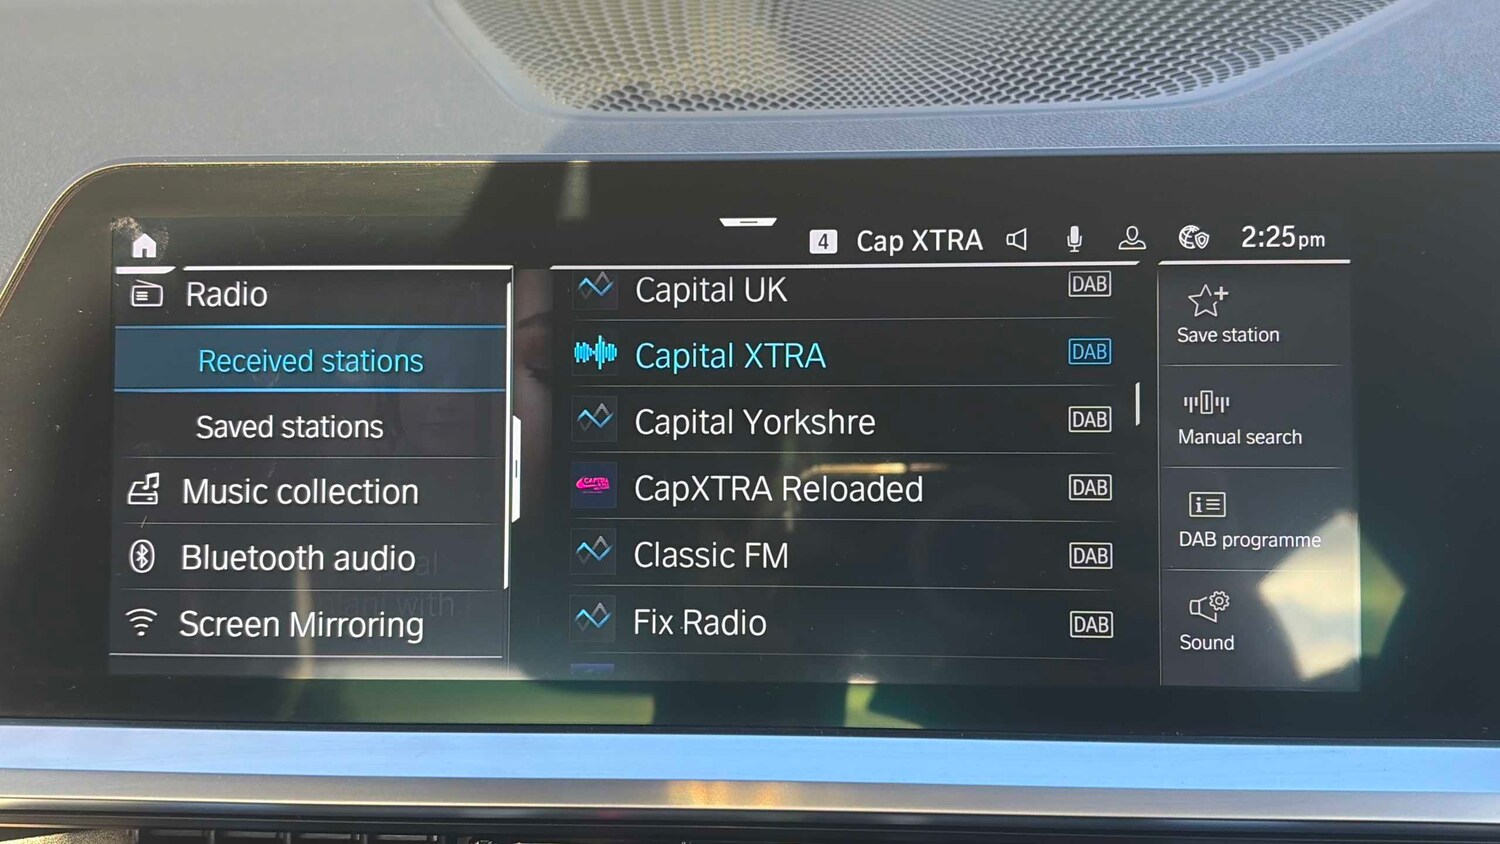 4 Cap XTRA 2:25pm
Radio
Received stations
Saved stations
Music collection
Bluetooth audio
Screen Mirroring
Capital UK DAB
Capital XTRA DAB
Capital Yorkshre DAB
CapXTRA Reloaded DAB
Classic FM DAB
Fix Radio DAB
Save station
Manual search
DAB programme
Sound